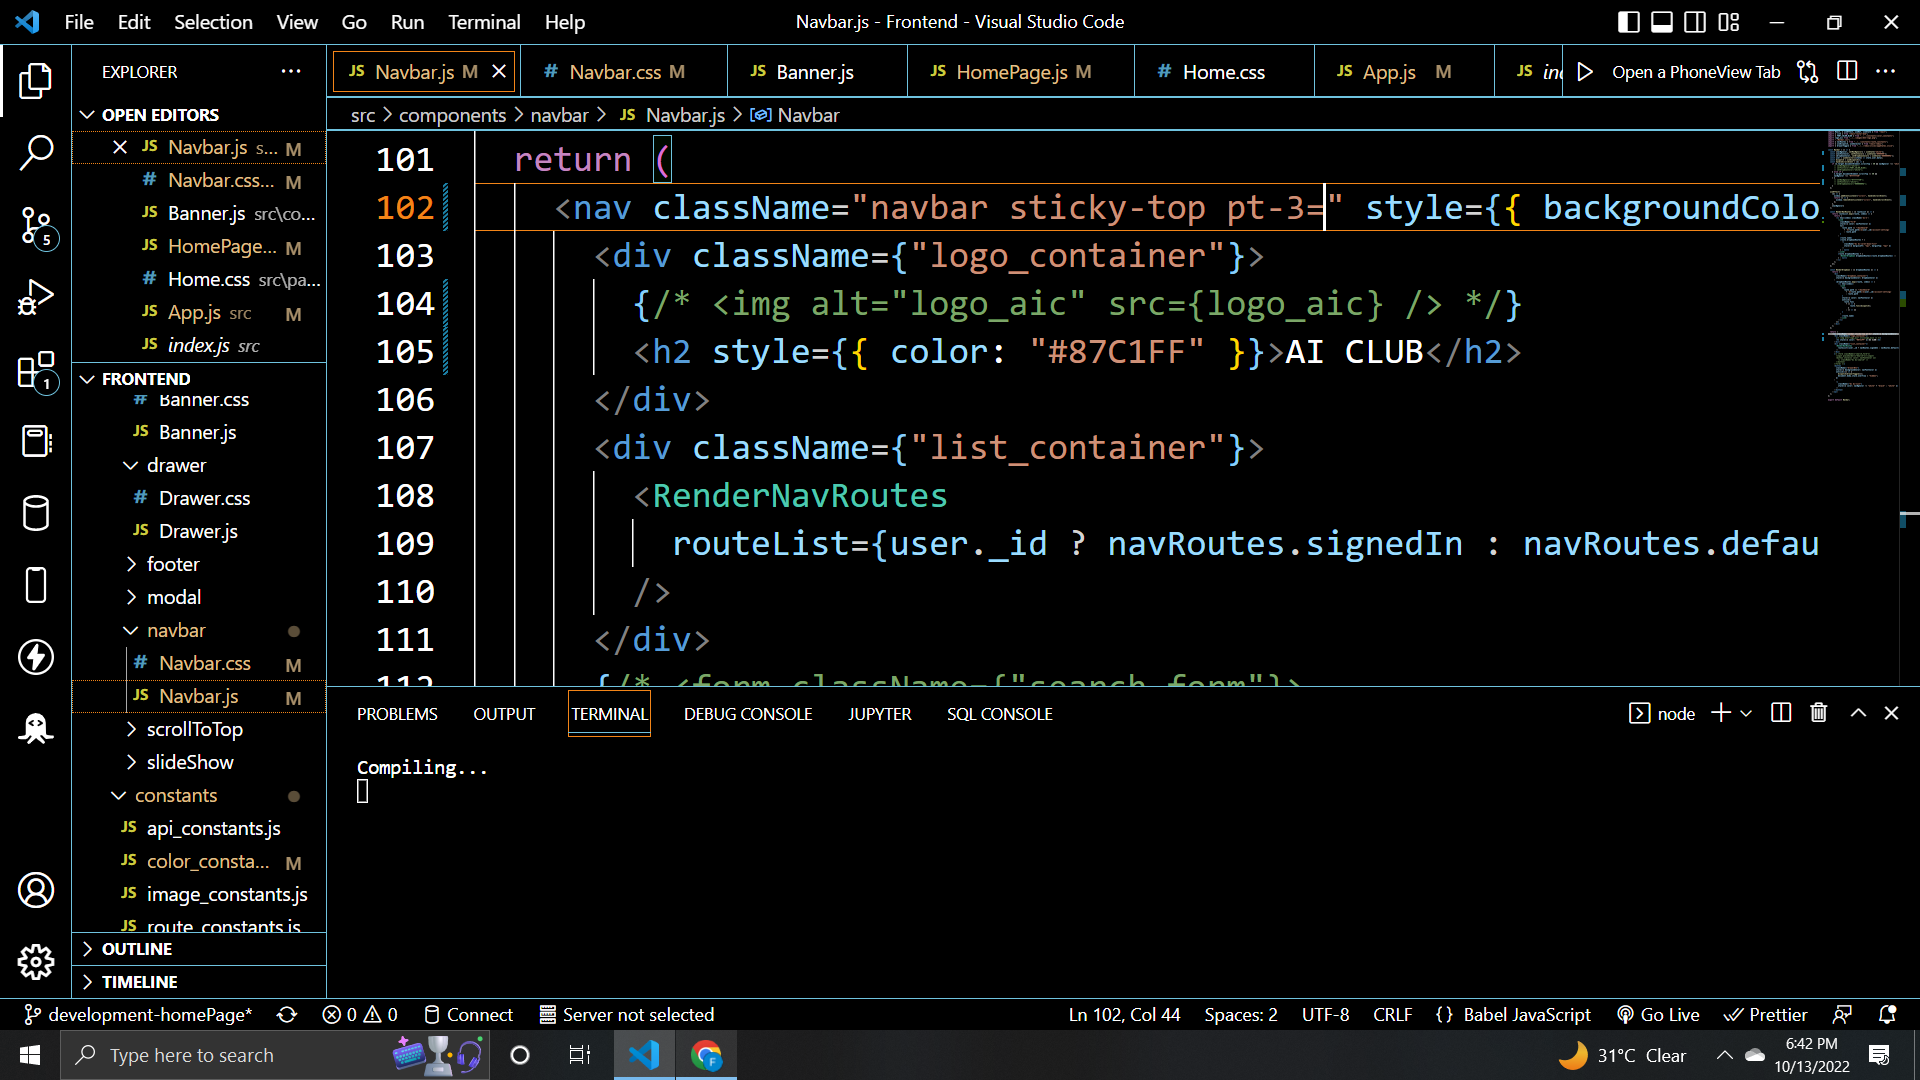 File Edit Selection View Go Run Terminal Help
Navbar.js - Frontend - Visual Studio Code
EXPLORER
OPEN EDITORS
JS Navbar.js s... M
# Navbar.css... M
JS Banner.js src\co...
JS HomePage... M
# Home.css src\pa...
JS App.js src M
JS index.js src
FRONTEND
# Banner.css
JS Banner.js
drawer
# Drawer.css
JS Drawer.js
footer
modal
navbar
# Navbar.css M
JS Navbar.js M
scrollToTop
slideShow
constants
JS api_constants.js
JS color_consta... M
JS image_constants.js
JS route_constants.js
OUTLINE
TIMELINE
5
1
JS Navbar.js M # Navbar.css M JS Banner.js JS HomePage.js M # Home.css JS App.js M JS inc
Open a PhoneView Tab
src > components > navbar > JS Navbar.js > Navbar
101 return (
102 <nav className="navbar sticky-top pt-3=" style={{ backgroundColo
103 <div className={"logo_container"}>
104 {/* <img alt="logo_aic" src={logo_aic} /> */}
105 <h2 style={{ color: "#87C1FF" }}>AI CLUB</h2>
106 </div>
107 <div className={"list_container"}>
108 <RenderNavRoutes
109 routeList={user._id ? navRoutes.signedIn : navRoutes.defau
110 />
111 </div>
112 {/* <form className={"search_form"}>
PROBLEMS OUTPUT TERMINAL DEBUG CONSOLE JUPYTER SQL CONSOLE
node
Compiling...
development-homePage* 0 0 Connect Server not selected
Ln 102, Col 44 Spaces: 2 UTF-8 CRLF {} Babel JavaScript Go Live Prettier
Type here to search
F
31°C Clear
6:42 PM
10/13/2022